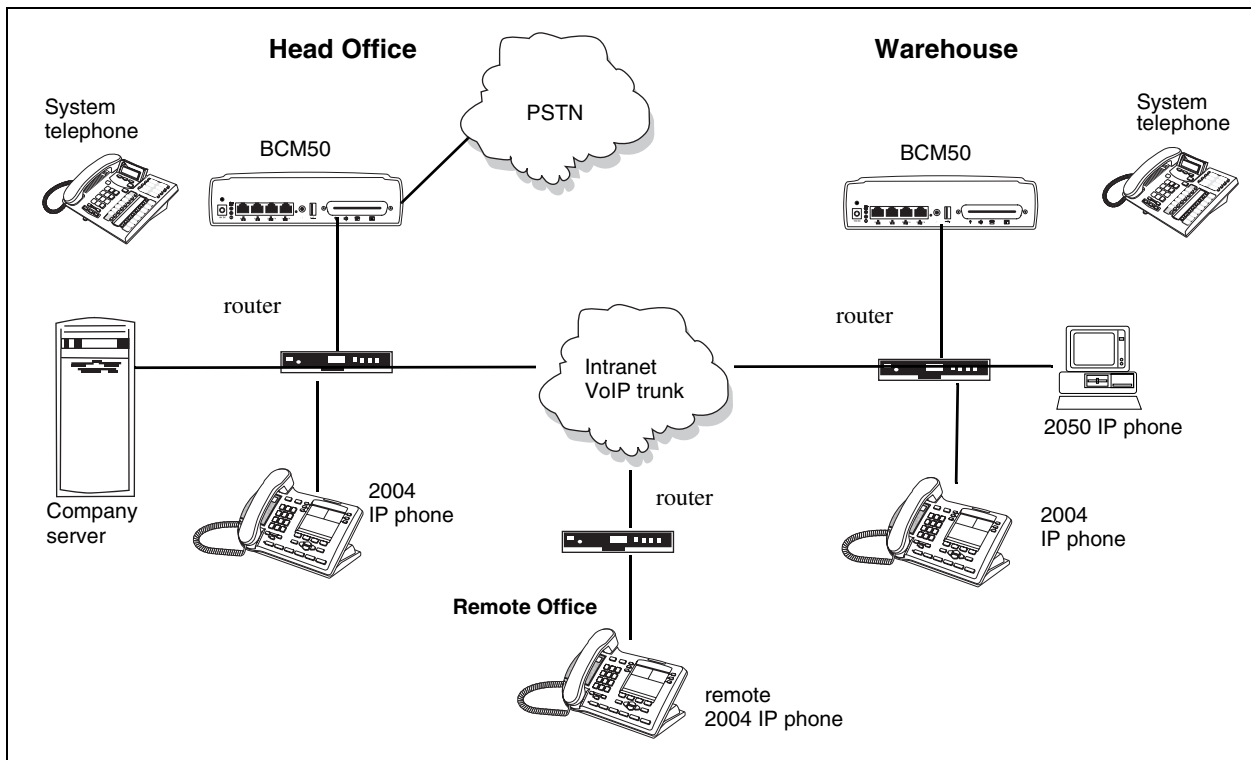 Head Office
Warehouse
System
telephone
BCM50
PSTN
BCM50
System
telephone
router
router
Intranet
VoIP trunk
2050 IP phone
Company
server
2004
IP phone
router
2004
IP phone
Remote Office
remote
2004 IP phone